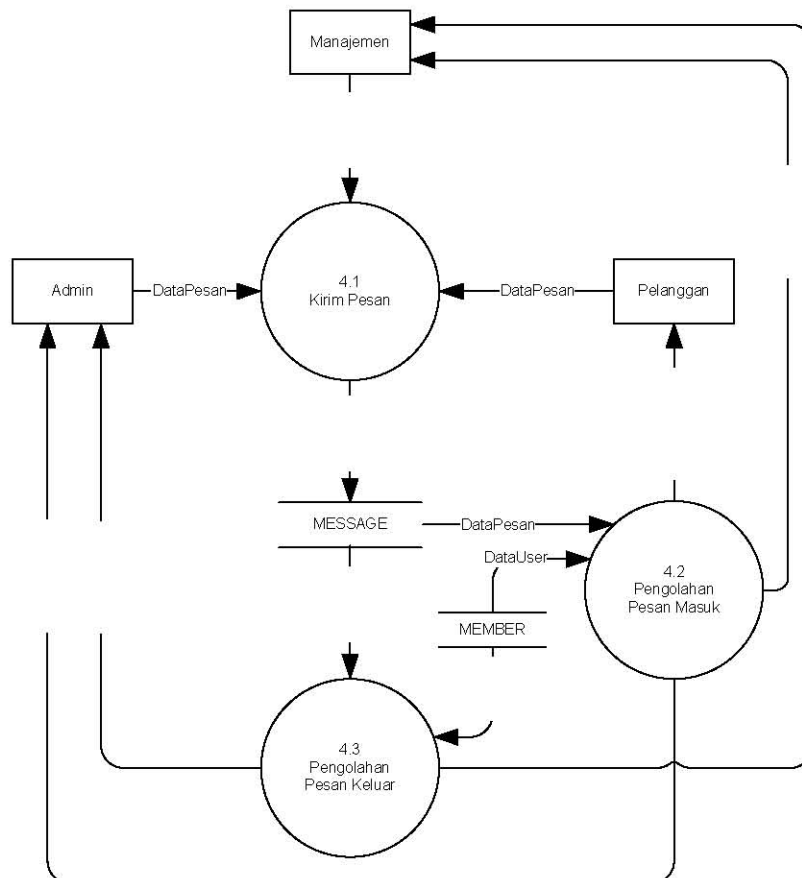 Manajemen
Admin
DataPesan
4.1
Kirim Pesan
DataPesan
Pelanggan
MESSAGE
DataPesan
DataUser
4.2
Pengolahan
Pesan Masuk
MEMBER
4.3
Pengolahan
Pesan Keluar